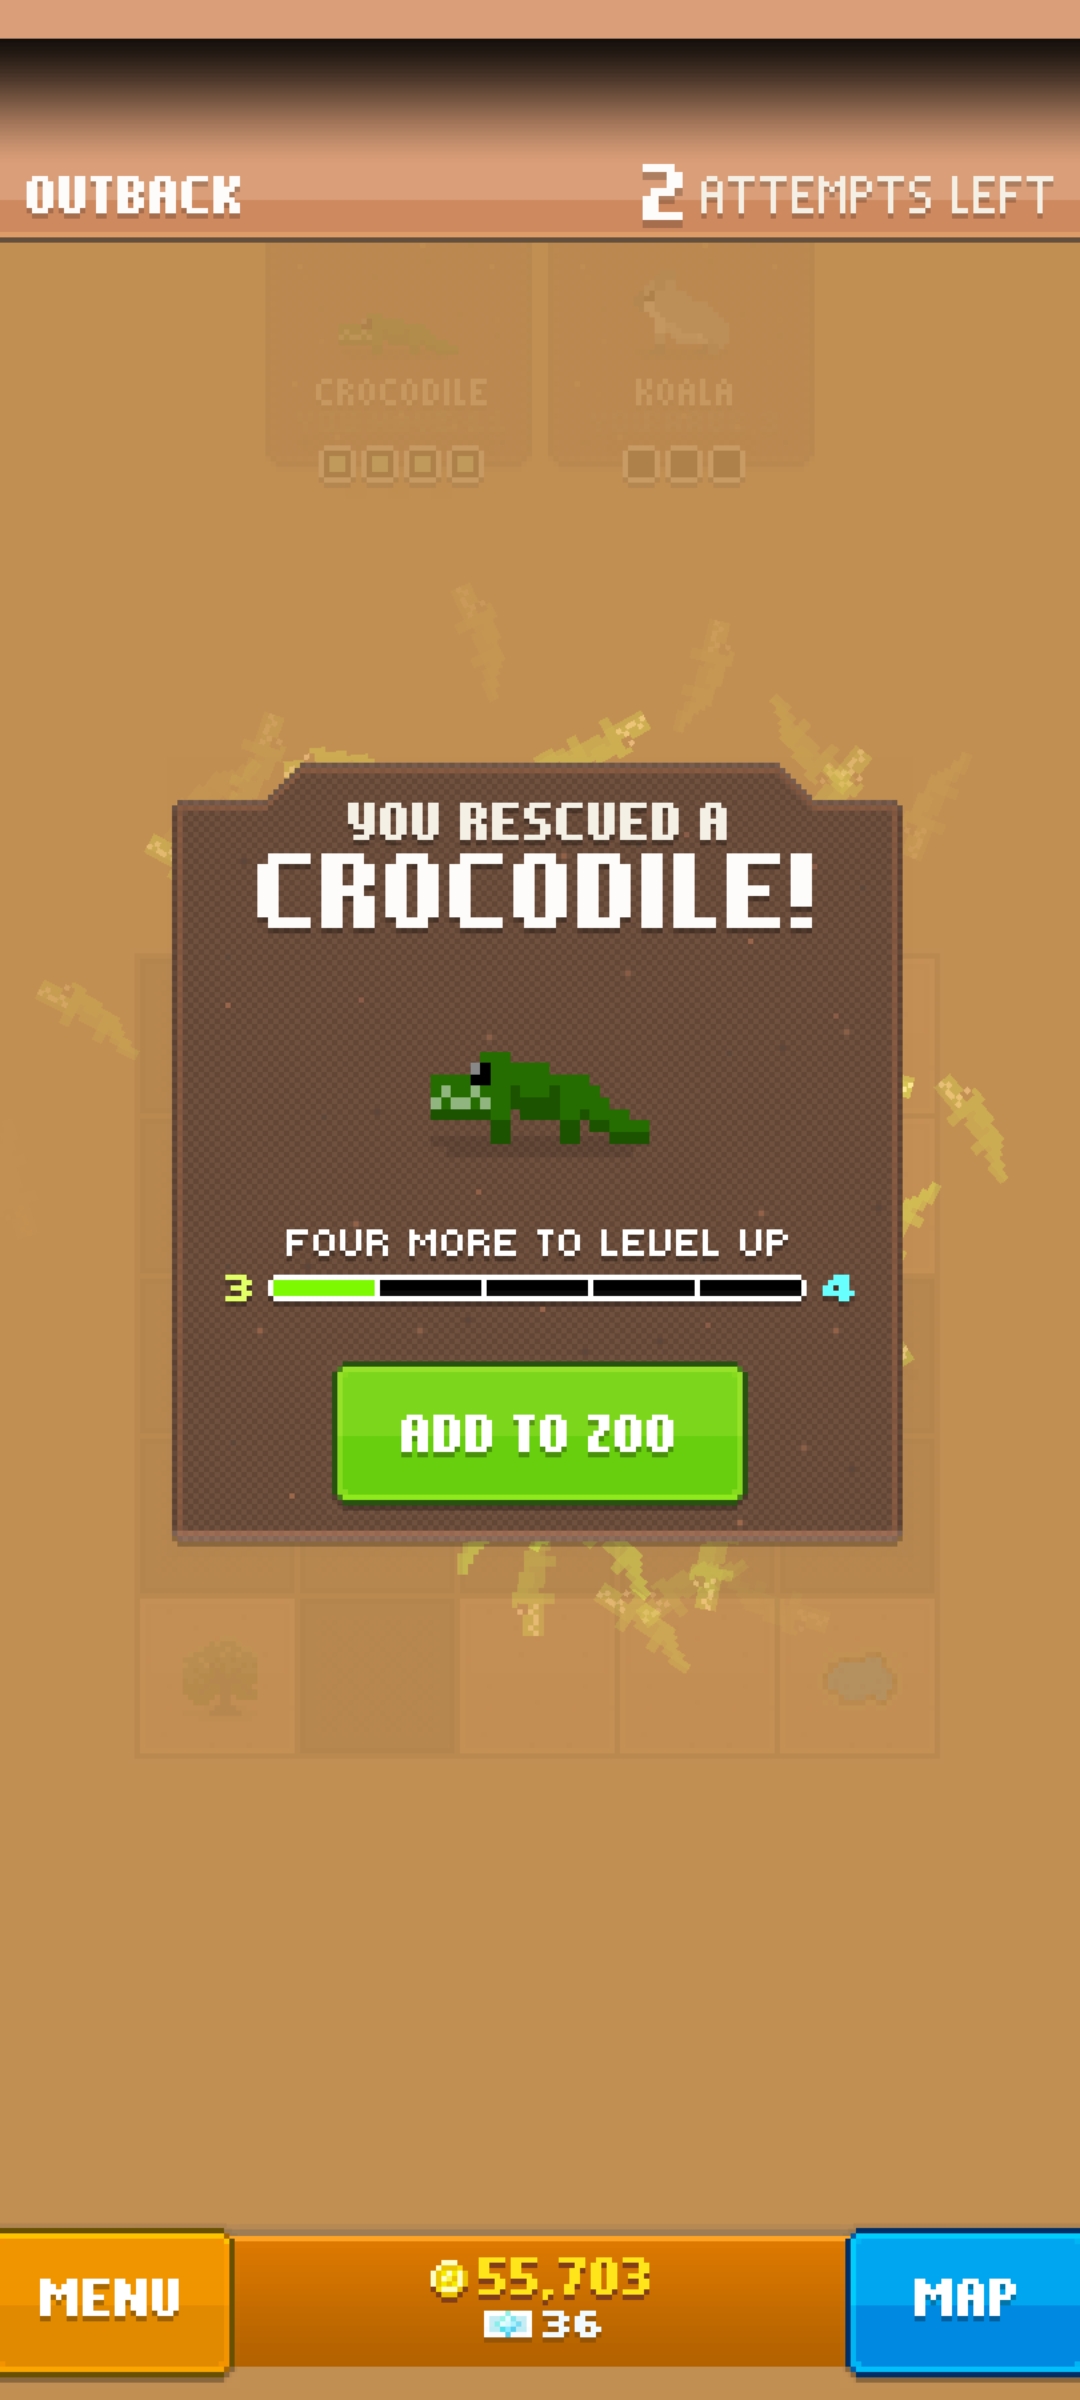 OUTBACK
2 ATTEMPTS LEFT
CROCODILE
KOALA
YOU RESCUED A
CROCODILE!
FOUR MORE TO LEVEL UP
3
4
ADD TO ZOO
MENU
55,703
36
MAP